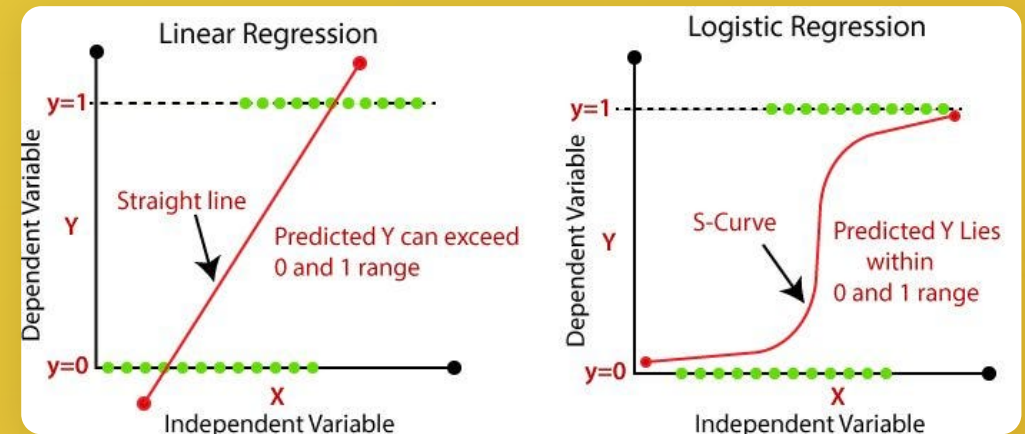 Linear Regression
y=1
Dependent Variable
Y
Straight line
Predicted Y can exceed
0 and 1 range
y=0
X
Independent Variable
Logistic Regression
y=1
Dependent Variable
Y
S-Curve
Predicted Y Lies
within
0 and 1 range
y=0
X
Independent Variable